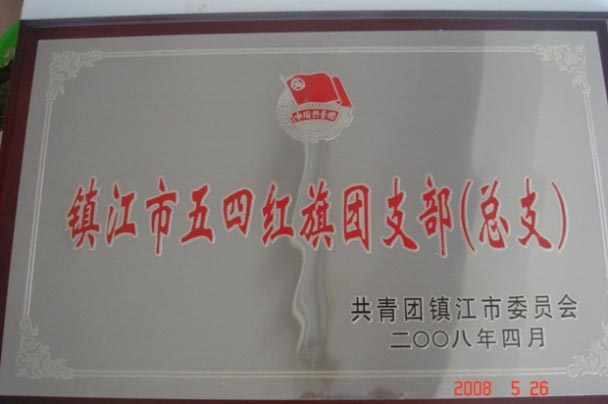 中国共青团
镇江市五四红旗团支部(总支)
共青团镇江市委员会
二〇〇八年四月
2008 5 26